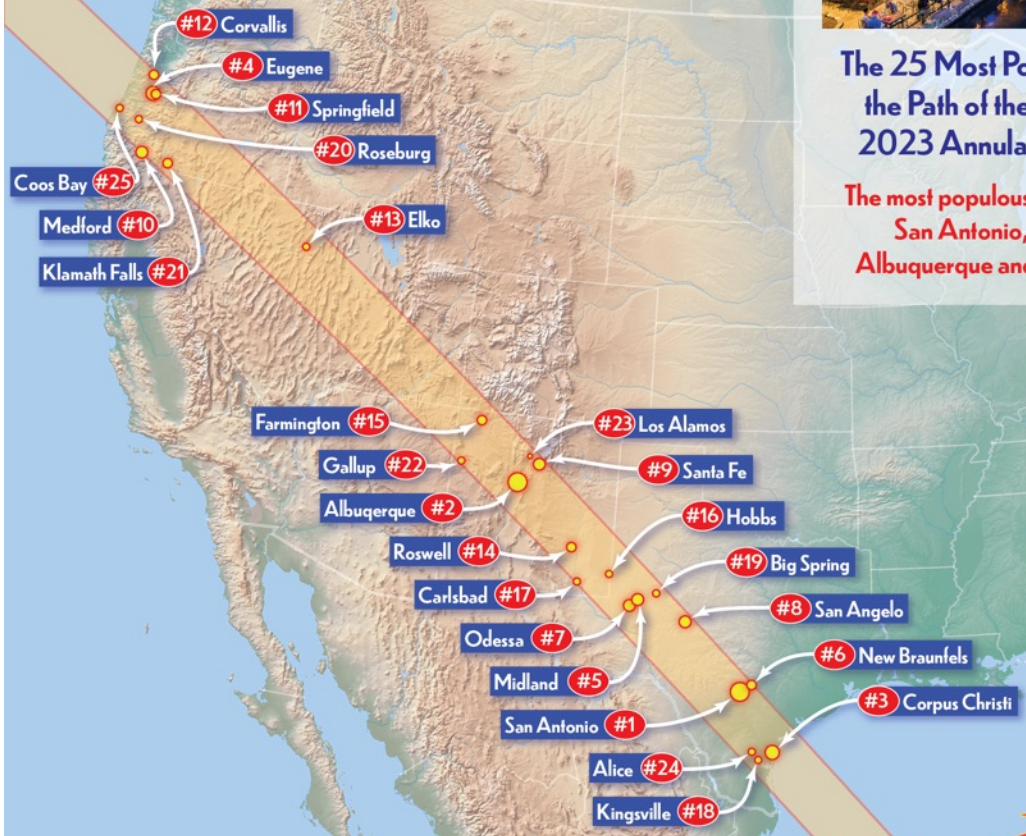 #12 Corvallis
#4 Eugene
#11 Springfield
#20 Roseburg
Coos Bay #25
Medford #10
Klamath Falls #21
#13 Elko
The 25 Most Po
the Path of the
2023 Annula
The most populous
San Antonio,
Albuquerque and
Farmington #15
#23 Los Alamos
Gallup #22
#9 Santa Fe
Albuqerque #2
#16 Hobbs
Roswell #14
#19 Big Spring
Carlsbad #17
#8 San Angelo
Odessa #7
#6 New Braunfels
Midland #5
#3 Corpus Christi
San Antonio #1
Alice #24
Kingsville #18